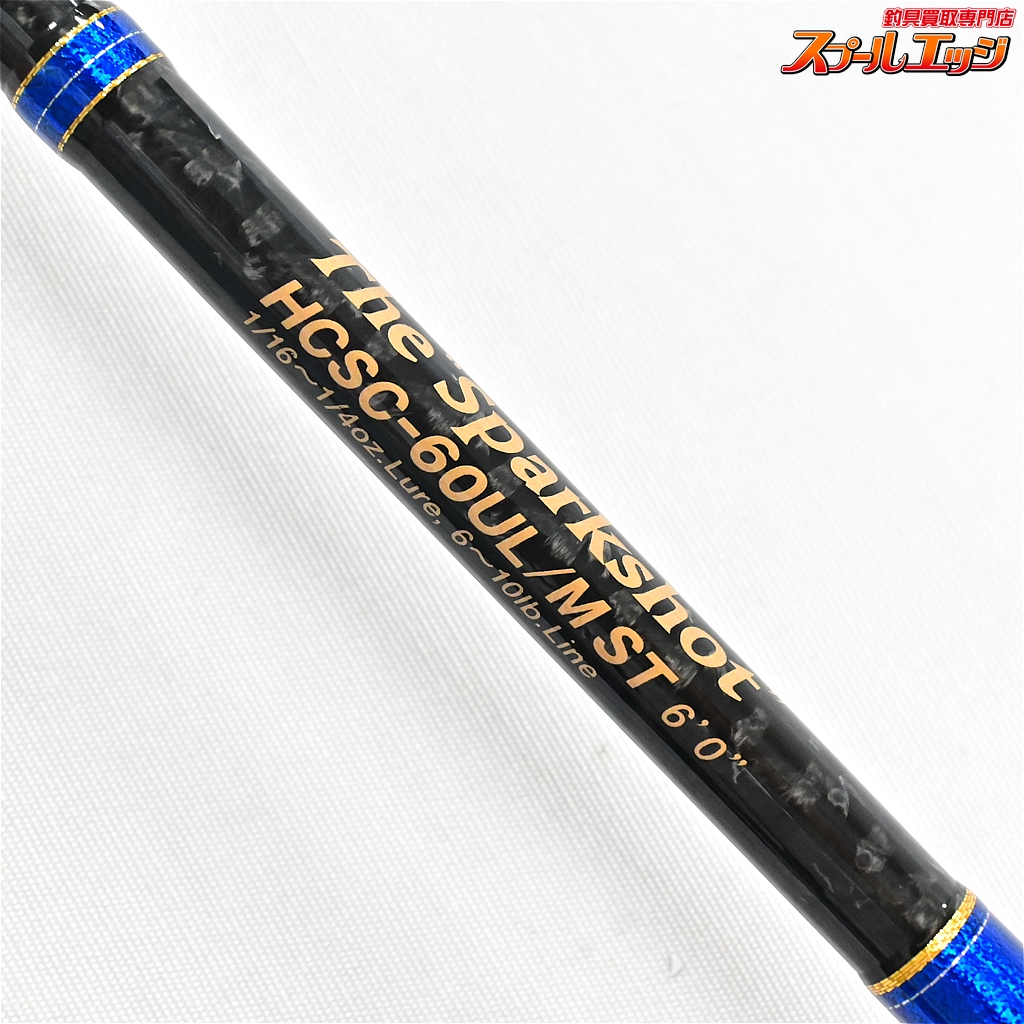 釣具買取専門店
スプールエッジ
The Sparkshot
HCSC-60UL/M ST 6'0"
1/16～1/4oz.Lure, 6～10lb.Line